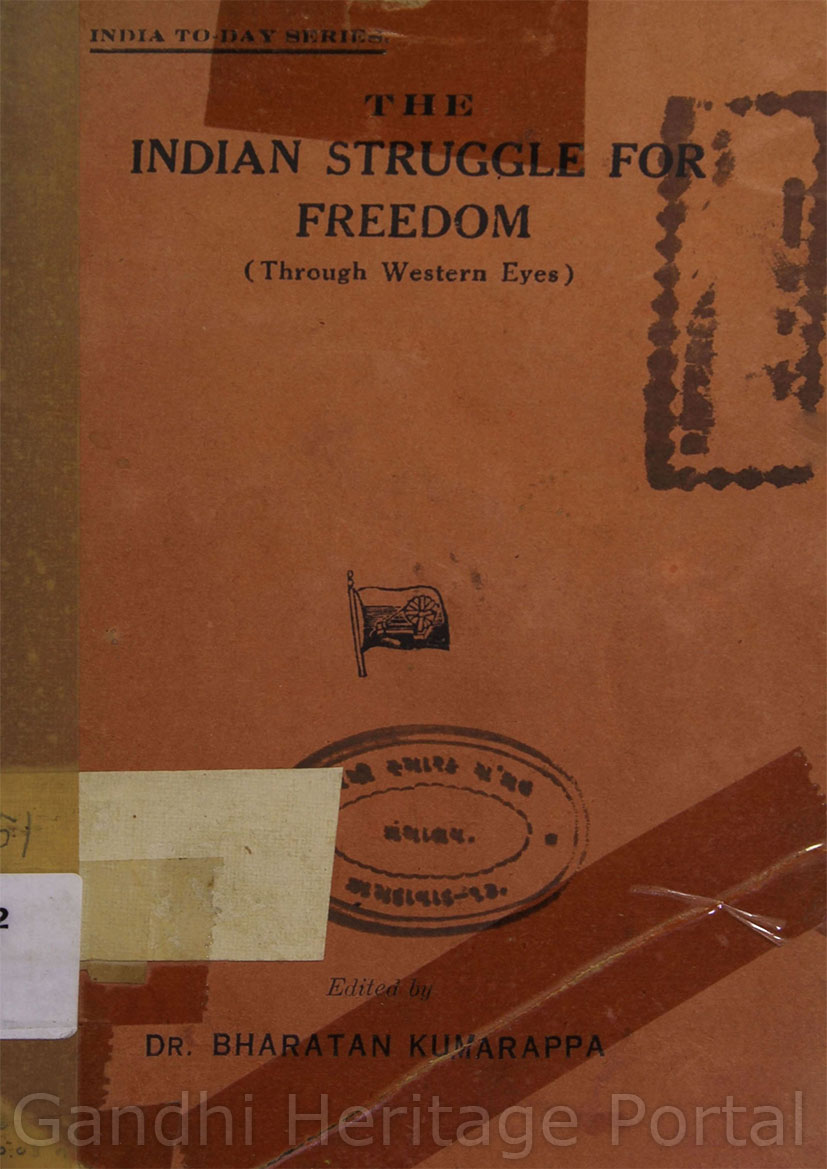 INDIA TO-DAY SERIES.
THE
INDIAN STRUGGLE FOR
FREEDOM
(Through Western Eyes)
2
Edited by
DR. BHARATAN KUMARAPPA
Gandhi Heritage Portal